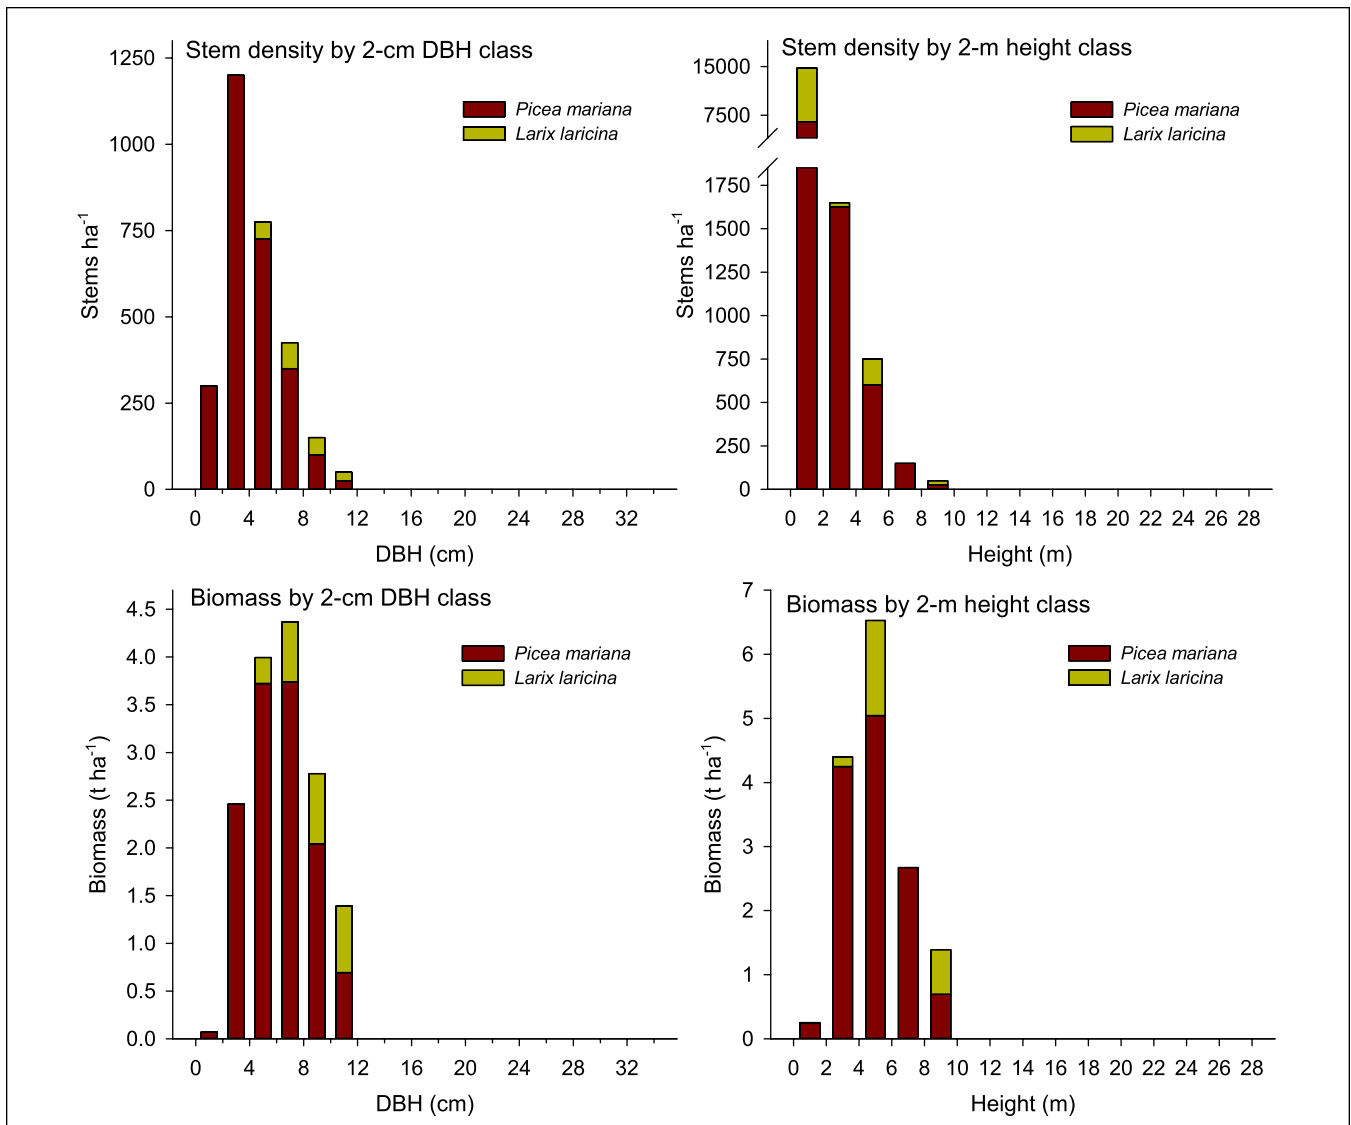 Stem density by 2-cm DBH class
Picea mariana
Larix laricina
1250
1000
750
500
250
0
Stems ha-1
0 4 8 12 16 20 24 28 32
DBH (cm)
Stem density by 2-m height class
Picea mariana
Larix laricina
15000
7500
1750
1500
1250
1000
750
500
250
0
Stems ha-1
0 2 4 6 8 10 12 14 16 18 20 22 24 26 28
Height (m)
Biomass by 2-cm DBH class
Picea mariana
Larix laricina
4.5
4.0
3.5
3.0
2.5
2.0
1.5
1.0
0.5
0.0
Biomass (t ha-1)
0 4 8 12 16 20 24 28 32
DBH (cm)
Biomass by 2-m height class
Picea mariana
Larix laricina
7
6
5
4
3
2
1
0
Biomass (t ha-1)
0 2 4 6 8 10 12 14 16 18 20 22 24 26 28
Height (m)